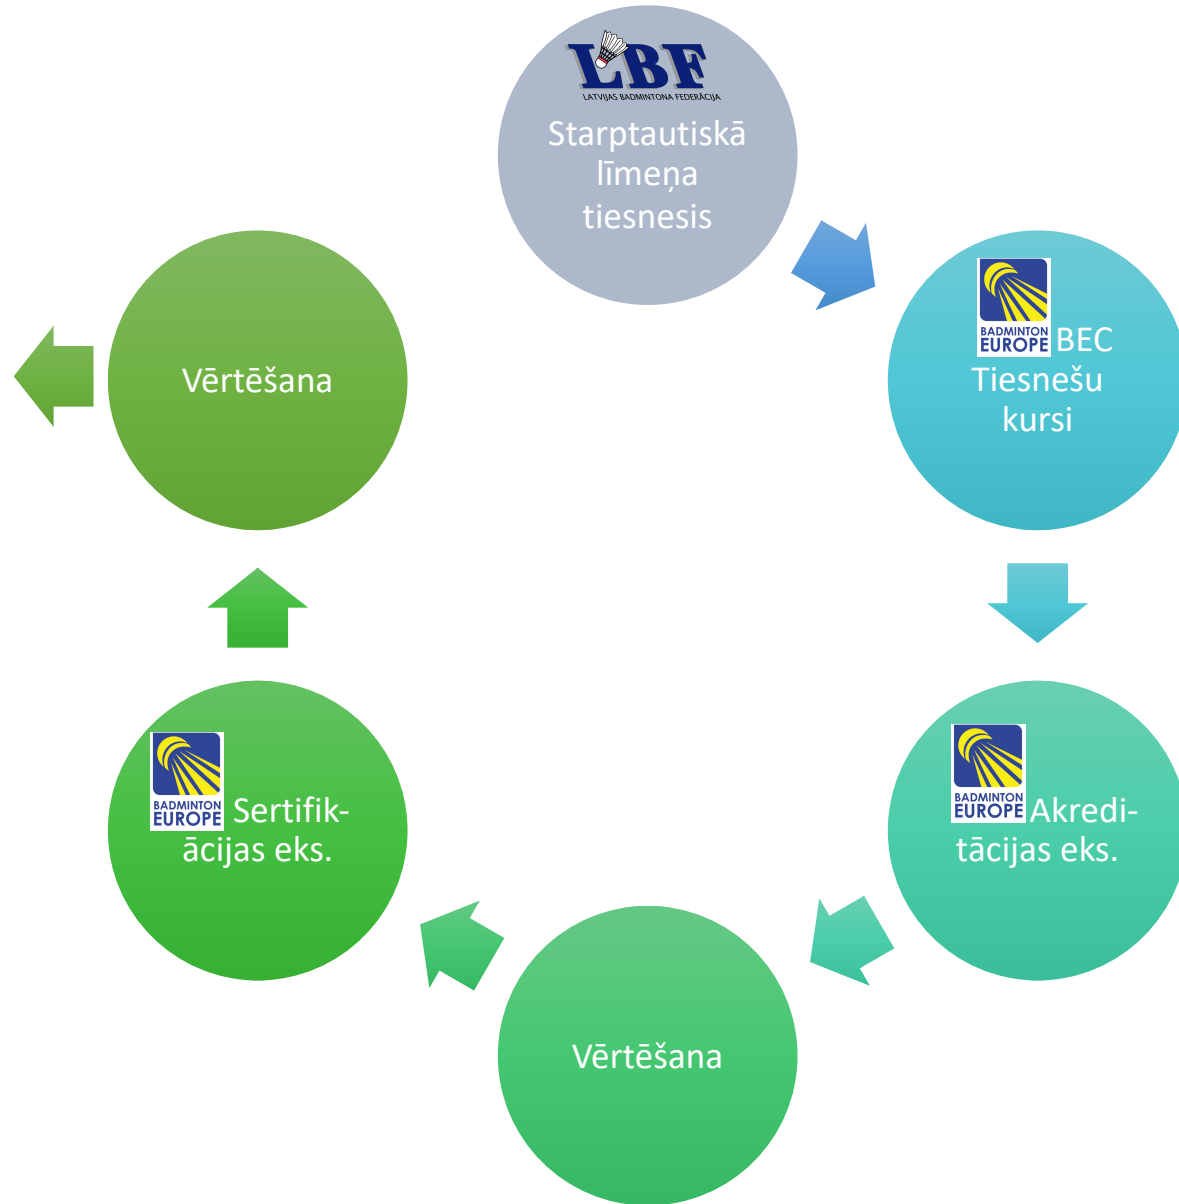 LBF
LATVIJAS BADMINTONA FEDERĀCIJA
Starptautiskā
līmeņa
tiesnesis
BADMINTON
EUROPE BEC
Tiesnešu
kursi
BADMINTON
EUROPE Akredi-
tācijas eks.
Vērtēšana
BADMINTON
EUROPE Sertifik-
ācijas eks.
Vērtēšana